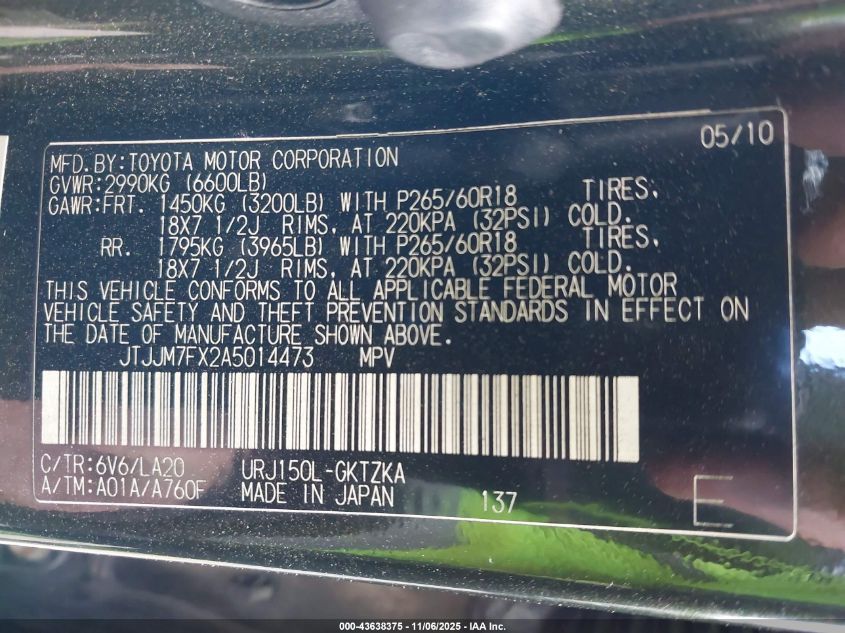 05/10
MFD. BY: TOYOTA MOTOR CORPORATION
GVWR: 2990KG (6600LB)
GAWR: FRT. 1450KG (3200LB) WITH P265/60R18 TIRES,
18X7 1/2J RIMS, AT 220KPA (32PSI) COLD.
RR. 1795KG (3965LB) WITH P265/60R18 TIRES,
18X7 1/2J RIMS, AT 220KPA (32PSI) COLD.
THIS VEHICLE CONFORMS TO ALL APPLICABLE FEDERAL MOTOR
VEHICLE SAFETY AND THEFT PREVENTION STANDARDS IN EFFECT ON
THE DATE OF MANUFACTURE SHOWN ABOVE.
JTJJM7FX2A5014473 MPV
C/TR: 6V6/LA20 URJ150L-GKTZKA
A/TM: A01A/A760F MADE IN JAPAN 137 E
000-43638375 - 11/06/2025 - IAA Inc.